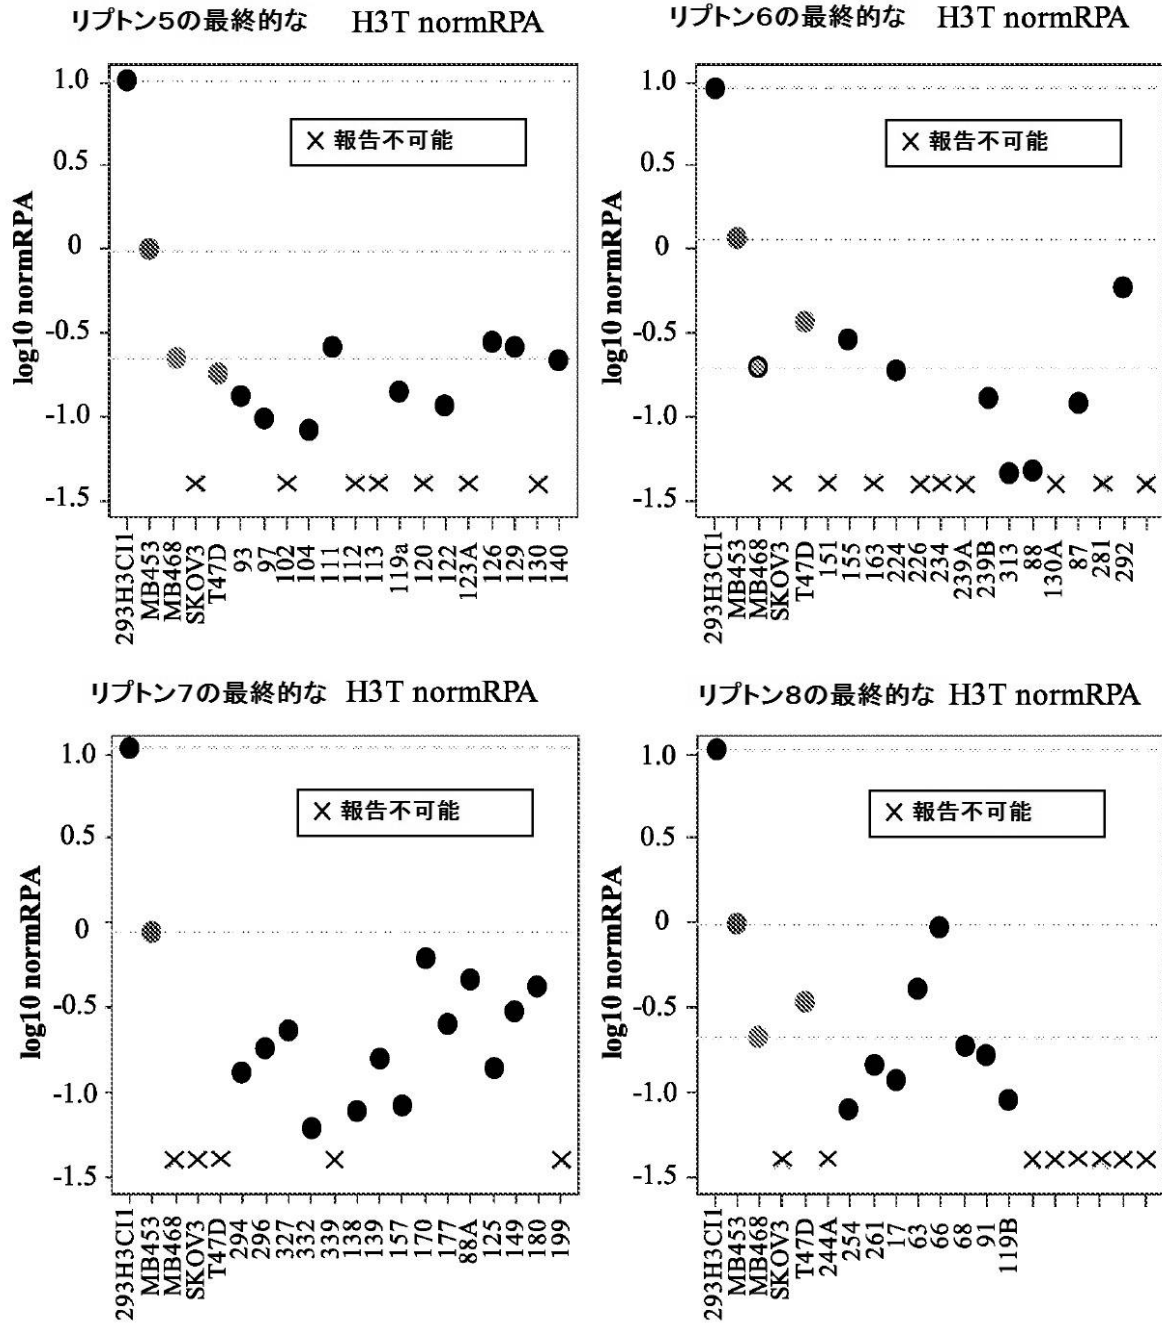 リプトン5の最終的な H3T normRPA
log10 normRPA
1.0
0.5
0
-0.5
-1.0
-1.5
× 報告不可能
293H3CI1
MB453
MB468
SKOV3
T47D
93
97
102
104
111
112
113
119a
120
122
123A
126
129
130
140
リプトン6の最終的な H3T normRPA
log10 normRPA
1.0
0.5
0
-0.5
-1.0
-1.5
× 報告不可能
293H3CI1
MB453
MB468
SKOV3
T47D
151
155
163
224
226
234
239A
239B
313
88
130A
87
281
292
リプトン7の最終的な H3T normRPA
log10 normRPA
1.0
0.5
0
-0.5
-1.0
-1.5
× 報告不可能
293H3CI1
MB453
MB468
SKOV3
T47D
294
296
327
332
339
138
139
157
170
177
88A
125
149
180
199
リプトン8の最終的な H3T normRPA
log10 normRPA
1.0
0.5
0
-0.5
-1.0
-1.5
× 報告不可能
293H3CI1
MB453
MB468
SKOV3
T47D
244A
254
261
17
63
66
68
91
119B